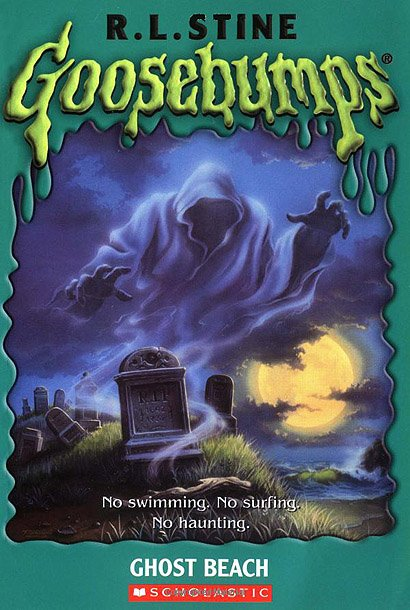 R.L.STINE
Goosebumps®
R.I.P.
No swimming. No surfing.
No haunting.
GHOST BEACH
SCHOLASTIC